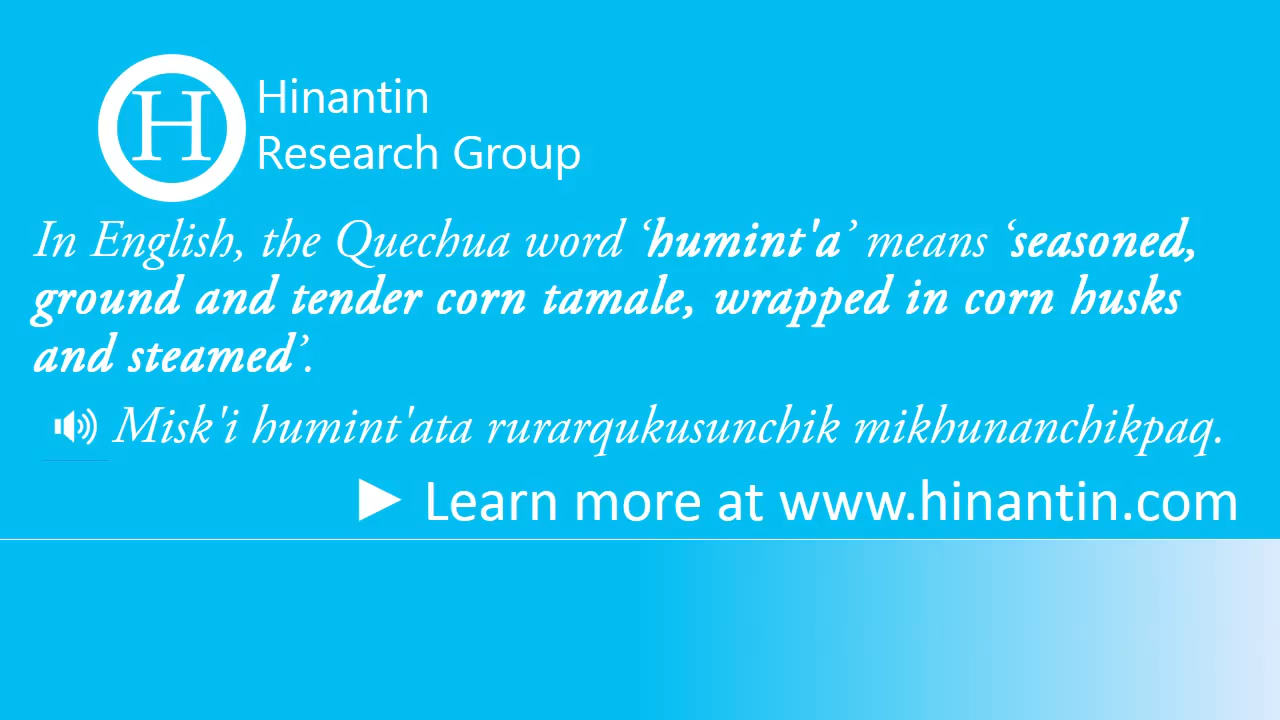 H
Hinantin
Research Group
In English, the Quechua word ‘humint'a’ means ‘seasoned,
ground and tender corn tamale, wrapped in corn husks
and steamed’.
Misk'i humint'ata rurarqukusunchik mikhunanchikpaq.
► Learn more at www.hinantin.com